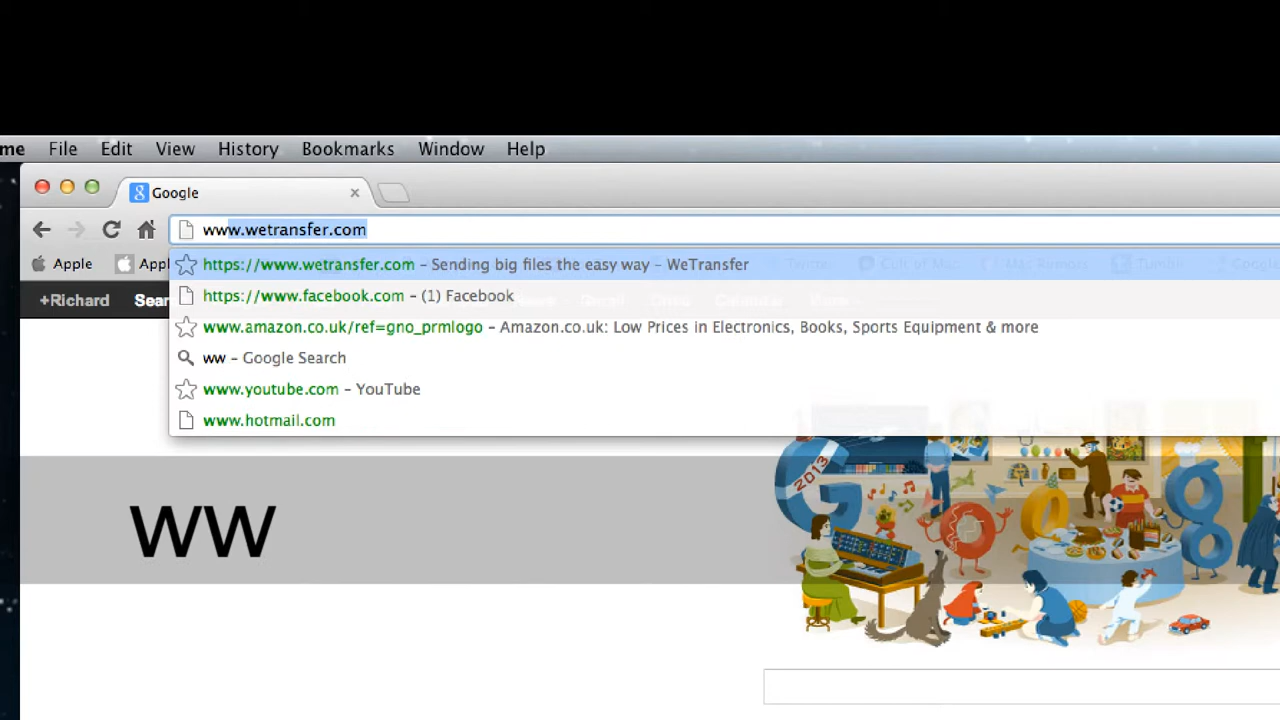 me File Edit View History Bookmarks Window Help
Google
www.wetransfer.com
Apple Appl
https://www.wetransfer.com - Sending big files the easy way - WeTransfer
+Richard Sear
https://www.facebook.com - (1) Facebook
www.amazon.co.uk/ref=gno_prmlogo - Amazon.co.uk: Low Prices in Electronics, Books, Sports Equipment & more
ww - Google Search
www.youtube.com - YouTube
www.hotmail.com
2013
ww